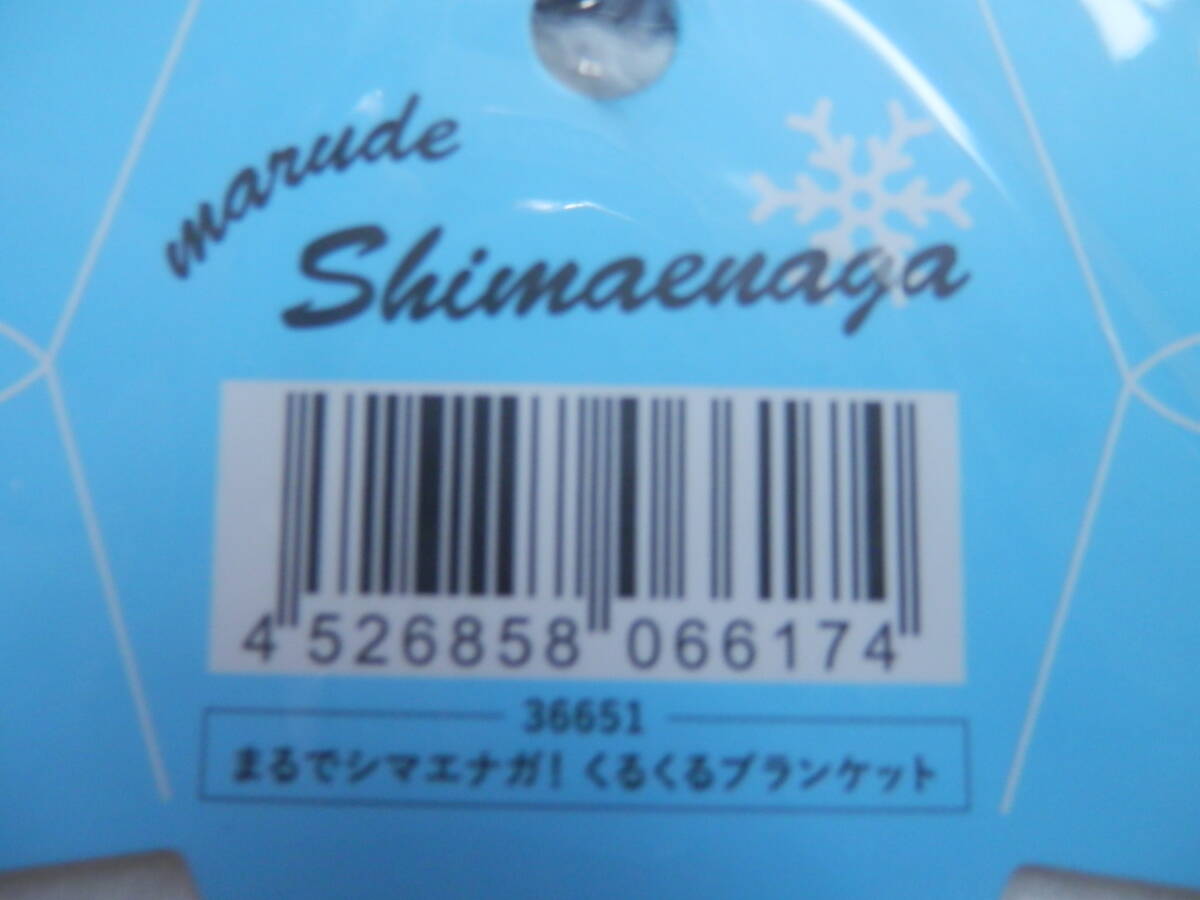 marude
Shimaenaga
4 526858 066174
36651
まるでシマエナガ! くるくるブランケット